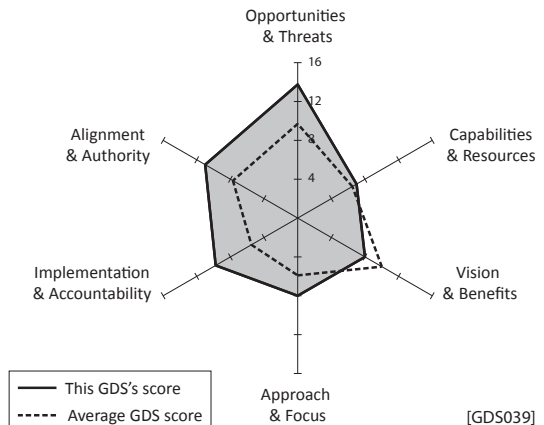 Opportunities
& Threats
16
12
8
4
Alignment
& Authority
Capabilities
& Resources
Implementation
& Accountability
Vision
& Benefits
Approach
& Focus
This GDS's score
Average GDS score
[GDS039]